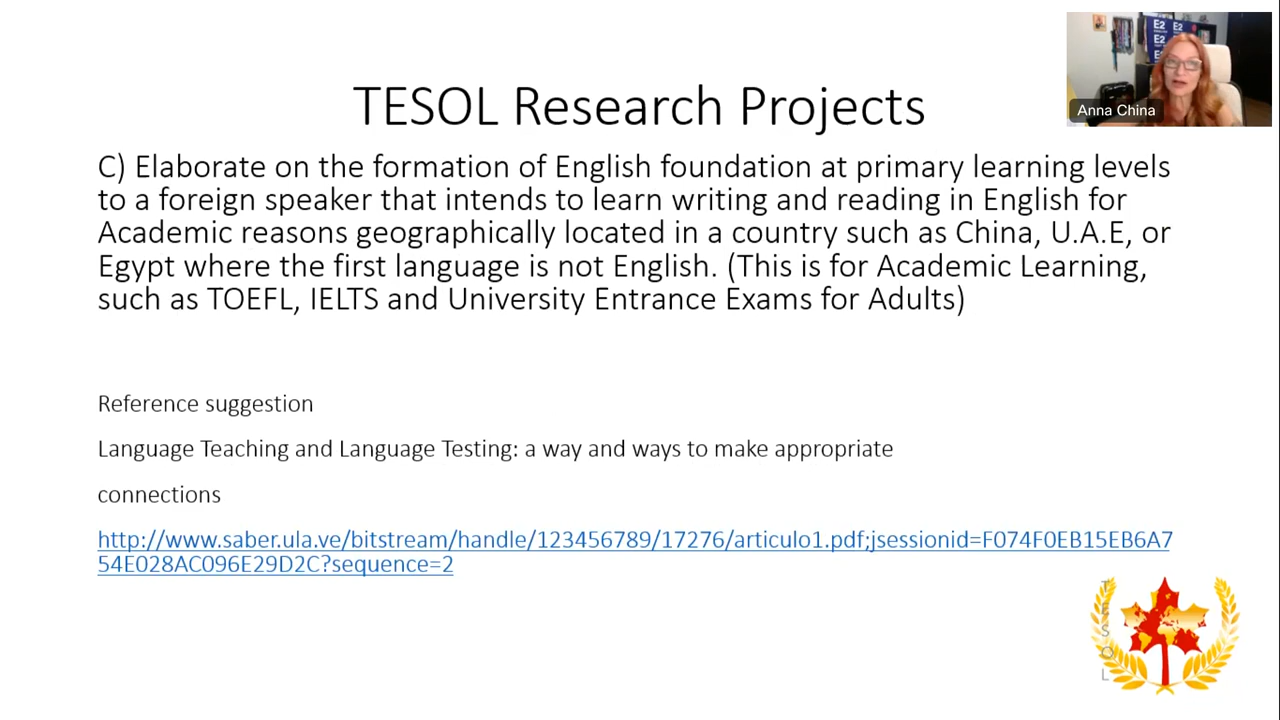 E2 E2
E2
E2
Anna China
TESOL Research Projects
C) Elaborate on the formation of English foundation at primary learning levels
to a foreign speaker that intends to learn writing and reading in English for
Academic reasons geographically located in a country such as China, U.A.E, or
Egypt where the first language is not English. (This is for Academic Learning,
such as TOEFL, IELTS and University Entrance Exams for Adults)
Reference suggestion
Language Teaching and Language Testing: a way and ways to make appropriate
connections
http://www.saber.ula.ve/bitstream/handle/123456789/17276/articulo1.pdf;jsessionid=F074F0EB15EB6A7
54E028AC096E29D2C?sequence=2
T
E
S
O
L